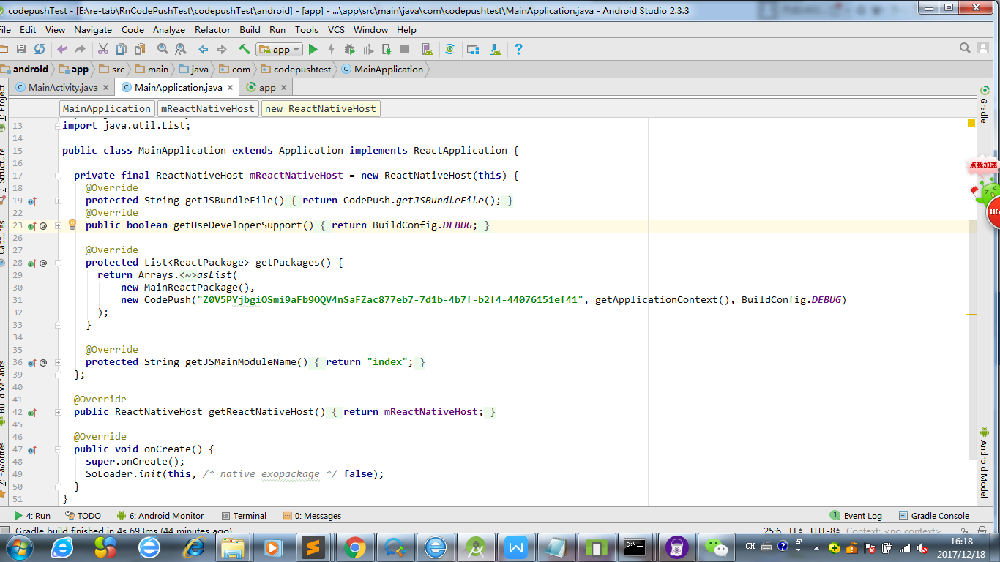 codepushTest - [E:\re-tab\RnCodePushTest\codepushTest\android] - [app] - ...\app\src\main\java\com\codepushtest\MainApplication.java - Android Studio 2.3.3
File Edit View Navigate Code Analyze Refactor Build Run Tools VCS Window Help
app
android app src main java com codepushtest MainApplication
MainActivity.java MainApplication.java app
MainApplication mReactNativeHost new ReactNativeHost
13 import java.util.List;
14
15 public class MainApplication extends Application implements ReactApplication {
16
17 private final ReactNativeHost mReactNativeHost = new ReactNativeHost(this) {
18 @Override
19 protected String getJSBundleFile() { return CodePush.getJSBundleFile(); }
22 @Override
23 public boolean getUseDeveloperSupport() { return BuildConfig.DEBUG; }
26
27 @Override
28 protected List<ReactPackage> getPackages() {
29 return Arrays.<~>asList(
30 new MainReactPackage(),
31 new CodePush("Z0V5PYjbgiOSmi9aFb9OQV4nSaFZac877eb7-7d1b-4b7f-b2f4-44076151ef41", getApplicationContext(), BuildConfig.DEBUG)
32 );
33 }
34
35 @Override
36 protected String getJSMainModuleName() { return "index"; }
39 };
40
41 @Override
42 public ReactNativeHost getReactNativeHost() { return mReactNativeHost; }
45
46 @Override
47 public void onCreate() {
48 super.onCreate();
49 SoLoader.init(this, /* native exopackage */ false);
50 }
51 }
1: Project
7: Structure
Captures
Build Variants
2: Favorites
Gradle
点我加速
86
Android Model
4: Run TODO 6: Android Monitor Terminal 0: Messages 1 Event Log Gradle Console
Gradle build finished in 4s 693ms (44 minutes ago) 25:6 LF UTF-8 Context: <no context>
CH 16:18
2017/12/18